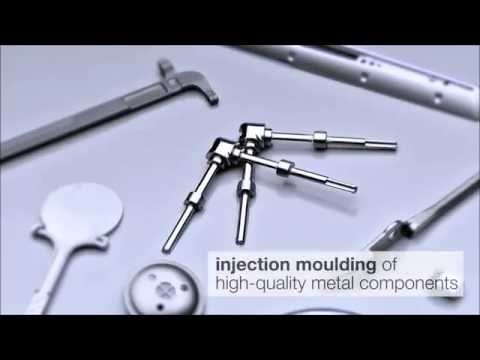 injection moulding of
high-quality metal components